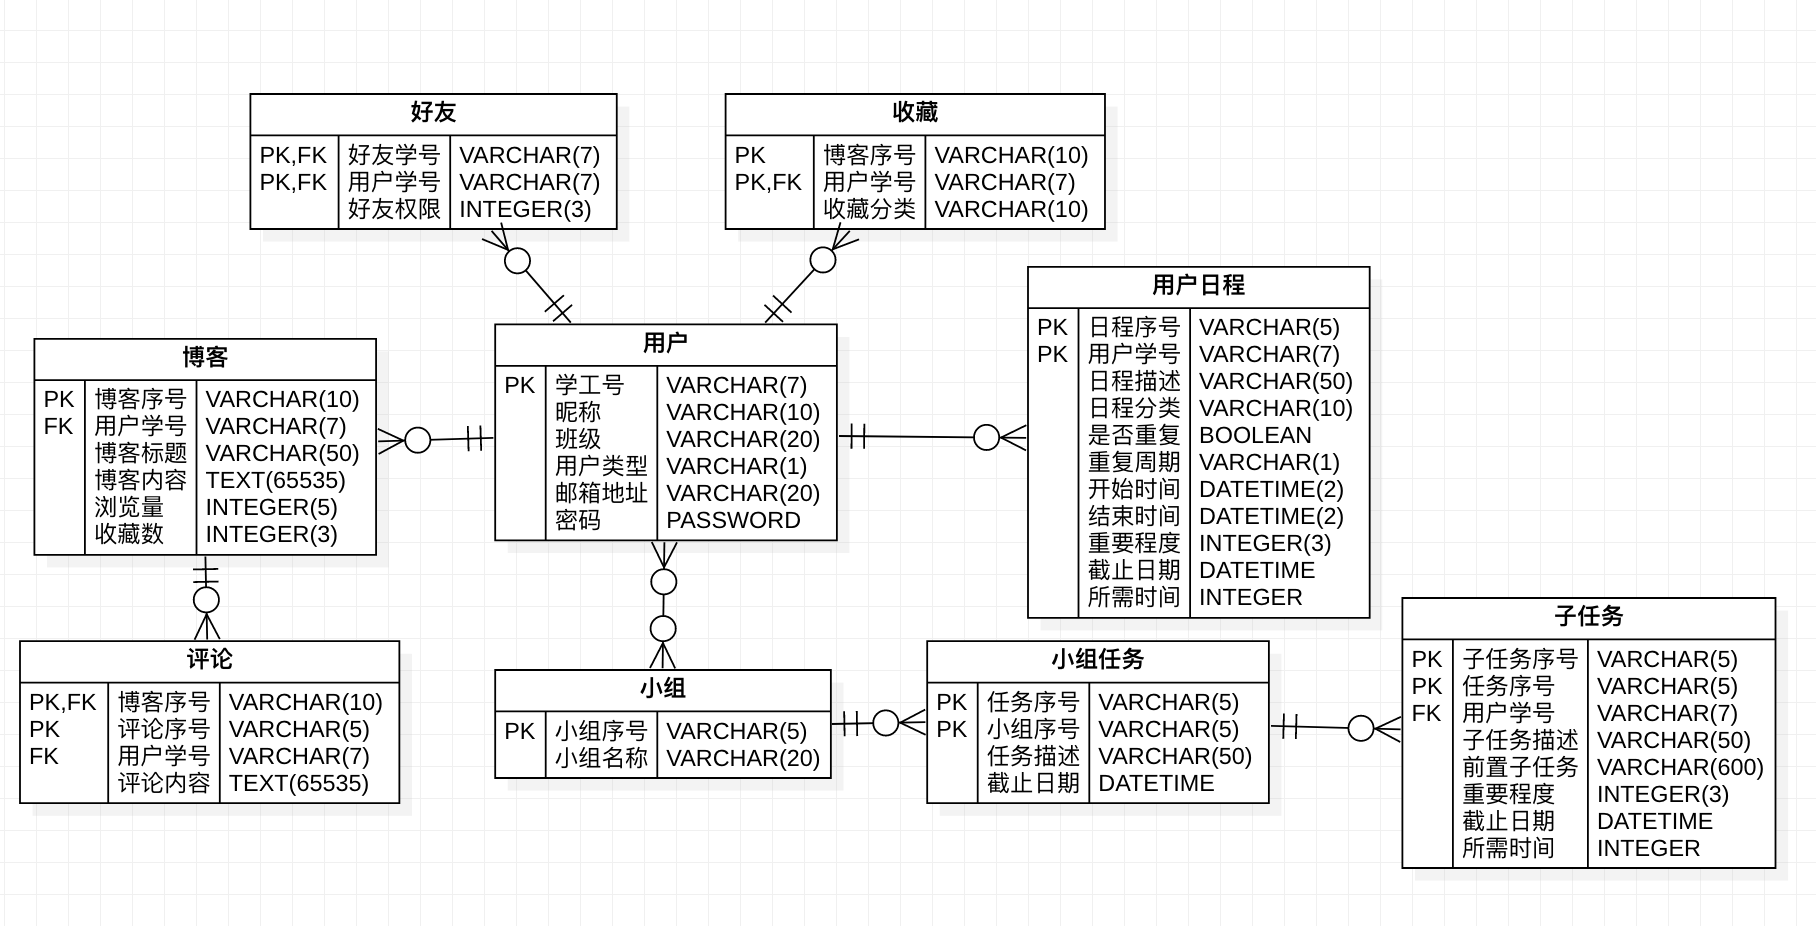 好友
PK,FK 好友学号 VARCHAR(7)
PK,FK 用户学号 VARCHAR(7)
好友权限 INTEGER(3)
收藏
PK 博客序号 VARCHAR(10)
PK,FK 用户学号 VARCHAR(7)
收藏分类 VARCHAR(10)
用户日程
PK 日程序号 VARCHAR(5)
PK 用户学号 VARCHAR(7)
日程描述 VARCHAR(50)
日程分类 VARCHAR(10)
是否重复 BOOLEAN
重复周期 VARCHAR(1)
开始时间 DATETIME(2)
结束时间 DATETIME(2)
重要程度 INTEGER(3)
截止日期 DATETIME
所需时间 INTEGER
博客
PK 博客序号 VARCHAR(10)
FK 用户学号 VARCHAR(7)
博客标题 VARCHAR(50)
博客内容 TEXT(65535)
浏览量 INTEGER(5)
收藏数 INTEGER(3)
用户
PK 学工号 VARCHAR(7)
昵称 VARCHAR(10)
班级 VARCHAR(20)
用户类型 VARCHAR(1)
邮箱地址 VARCHAR(20)
密码 PASSWORD
评论
PK,FK 博客序号 VARCHAR(10)
PK 评论序号 VARCHAR(5)
FK 用户学号 VARCHAR(7)
评论内容 TEXT(65535)
小组
PK 小组序号 VARCHAR(5)
小组名称 VARCHAR(20)
小组任务
PK 任务序号 VARCHAR(5)
PK 小组序号 VARCHAR(5)
任务描述 VARCHAR(50)
截止日期 DATETIME
子任务
PK 子任务序号 VARCHAR(5)
PK 任务序号 VARCHAR(5)
FK 用户学号 VARCHAR(7)
子任务描述 VARCHAR(50)
前置子任务 VARCHAR(600)
重要程度 INTEGER(3)
截止日期 DATETIME
所需时间 INTEGER